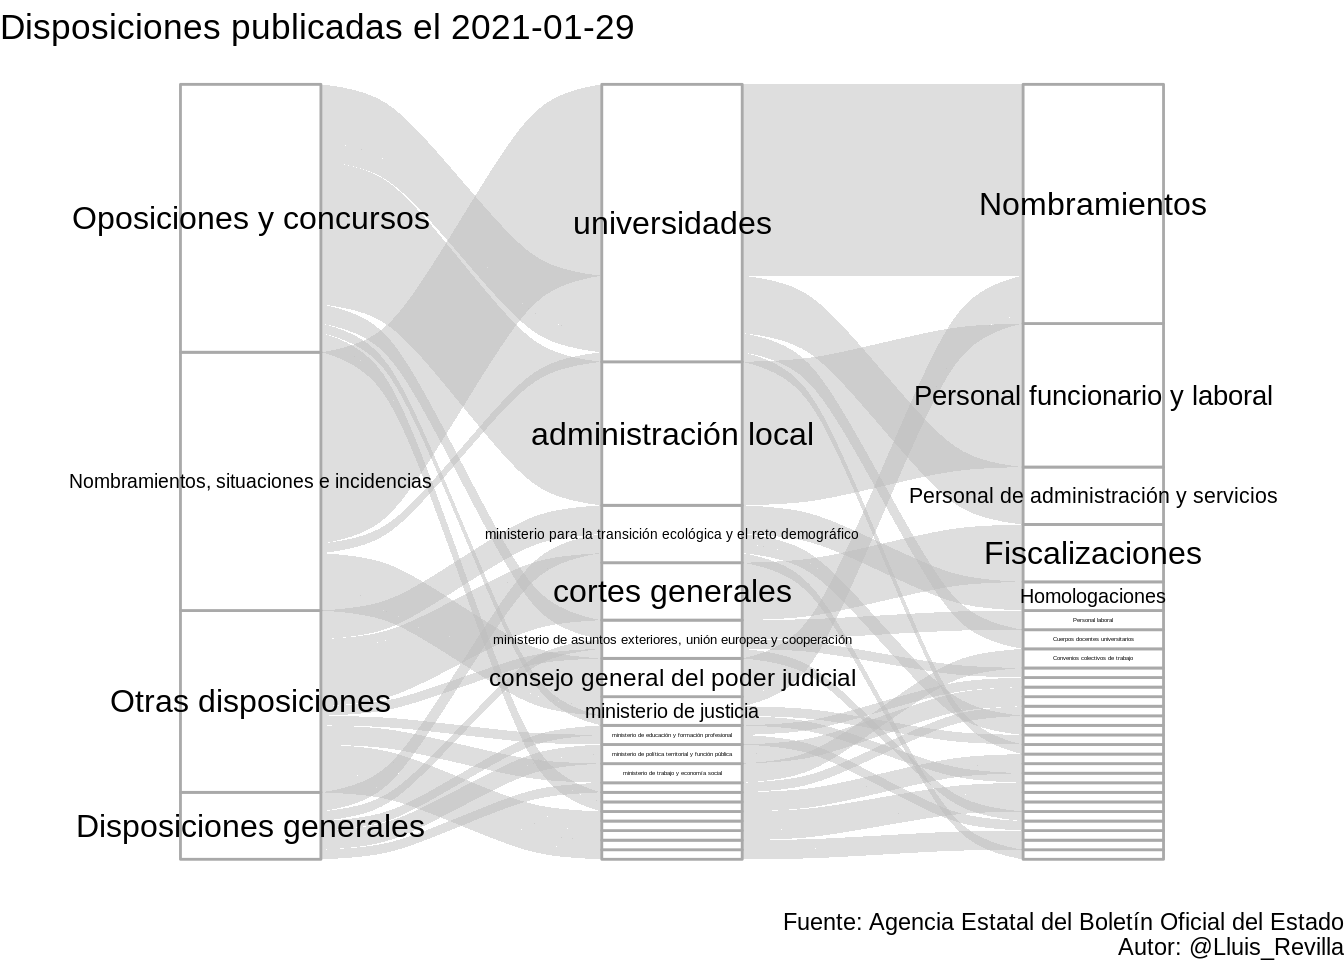 Disposiciones publicadas el 2021-01-29
Oposiciones y concursos
Nombramientos, situaciones e incidencias
Otras disposiciones
Disposiciones generales
universidades
administración local
ministerio para la transición ecológica y el reto demográfico
cortes generales
ministerio de asuntos exteriores, unión europea y cooperación
consejo general del poder judicial
ministerio de justicia
ministerio de educación y formación profesional
ministerio de política territorial y función pública
ministerio de trabajo y economía social
Nombramientos
Personal funcionario y laboral
Personal de administración y servicios
Fiscalizaciones
Homologaciones
Personal laboral
Cuerpos docentes universitarios
Convenios colectivos de trabajo
Fuente: Agencia Estatal del Boletín Oficial del Estado
Autor: @Lluis_Revilla